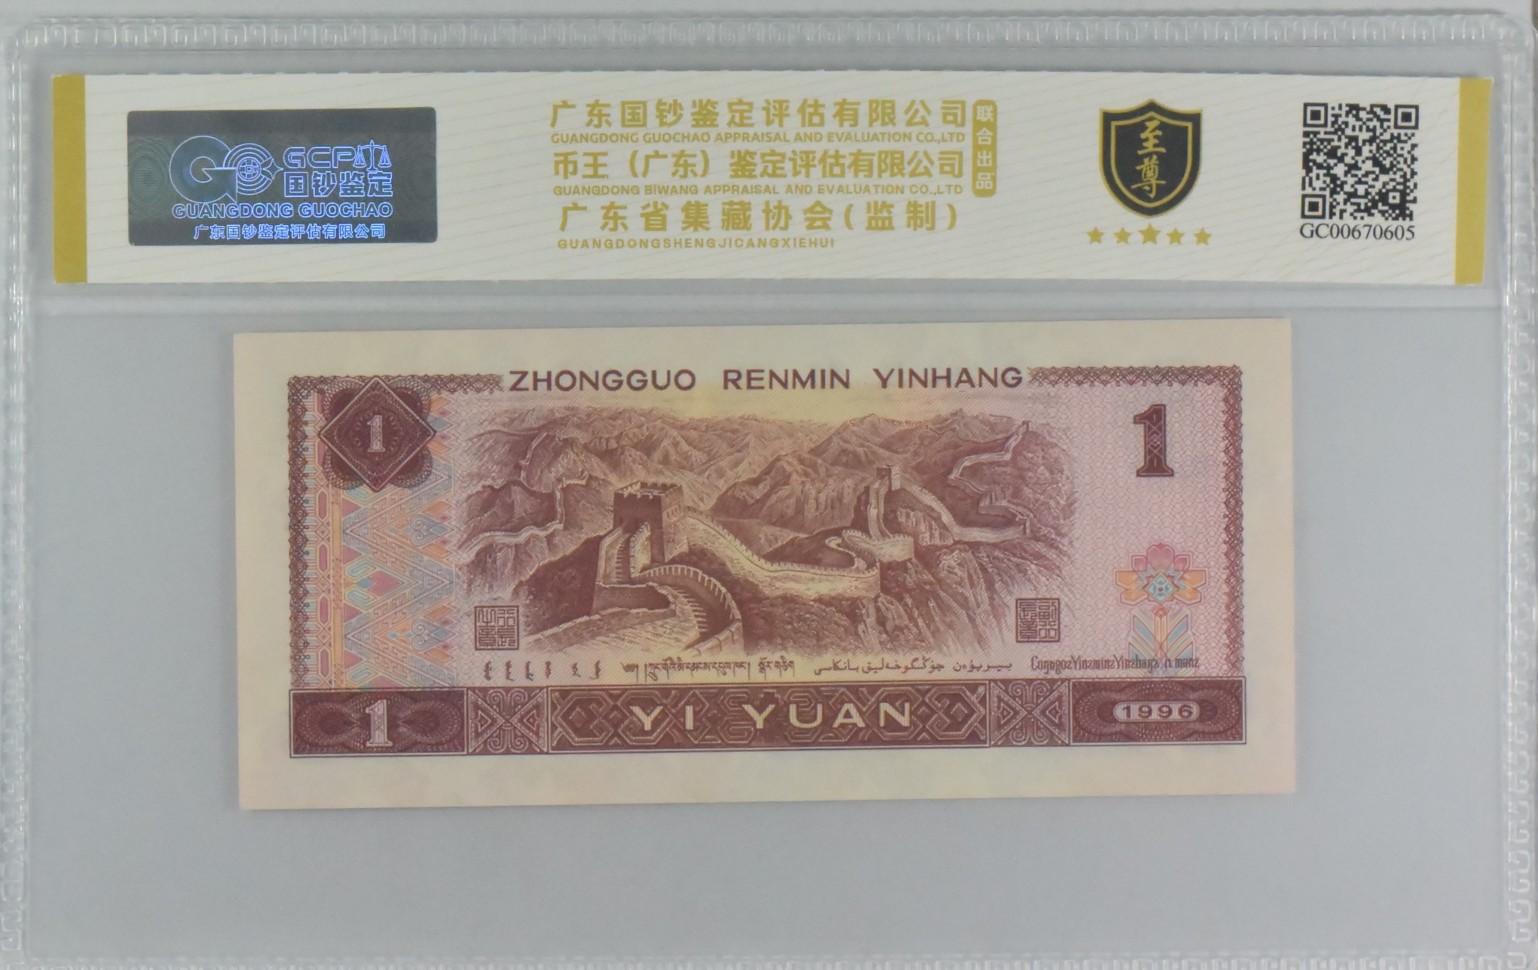 GCP
国钞鉴定
GUANGDONG GUOCHAO
广东国钞鉴定评估有限公司
广东国钞鉴定评估有限公司
GUANGDONG GUOCHAO APPRAISAL AND EVALUATION CO.,LTD
币王（广东）鉴定评估有限公司
GUANGDONG BIWANG APPRAISAL AND EVALUATION CO.,LTD
广东省集藏协会(监制)
GUANGDONGSHENGJICANGXIEHUI
联合出品
至尊
GC00670605
ZHONGGUO RENMIN YINHANG
1
1
1
YI YUAN
1996